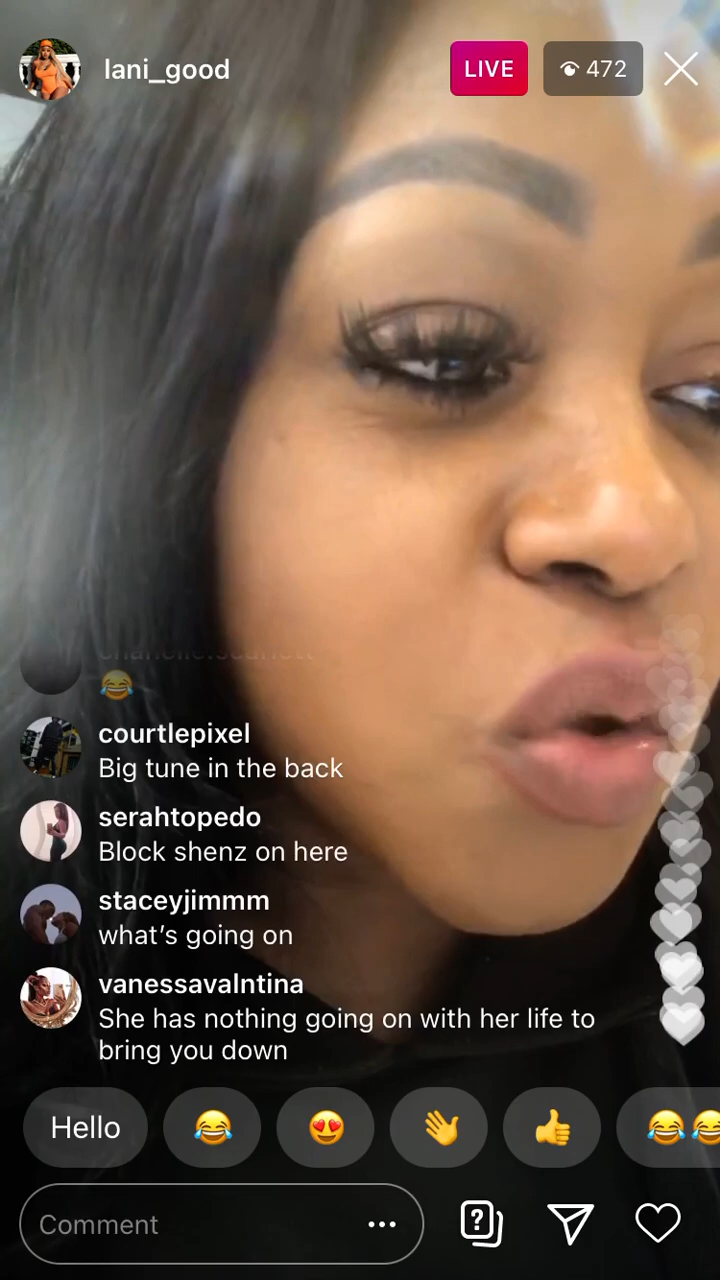 lani_good
LIVE
472
😂
courtlepixel
Big tune in the back
serahtopedo
Block shenz on here
staceyjimmm
what’s going on
vanessavalntina
She has nothing going on with her life to
bring you down
Hello 😂 😍 👋 👍 😂😂
Comment